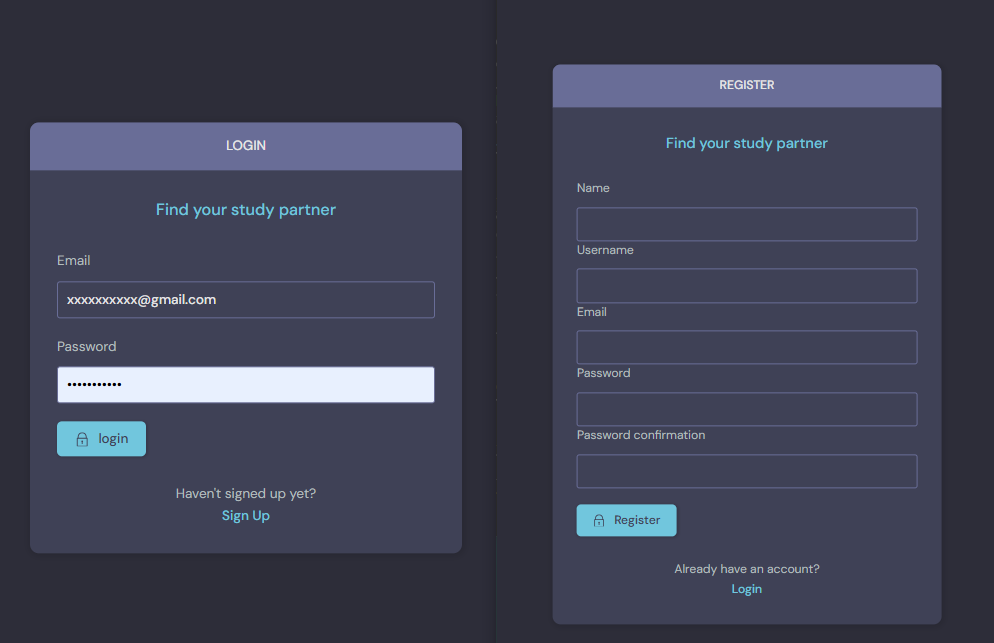 LOGIN
Find your study partner
Email
xxxxxxxxxx@gmail.com
Password
•••••••••••
login
Haven't signed up yet?
Sign Up
REGISTER
Find your study partner
Name
Username
Email
Password
Password confirmation
Register
Already have an account?
Login